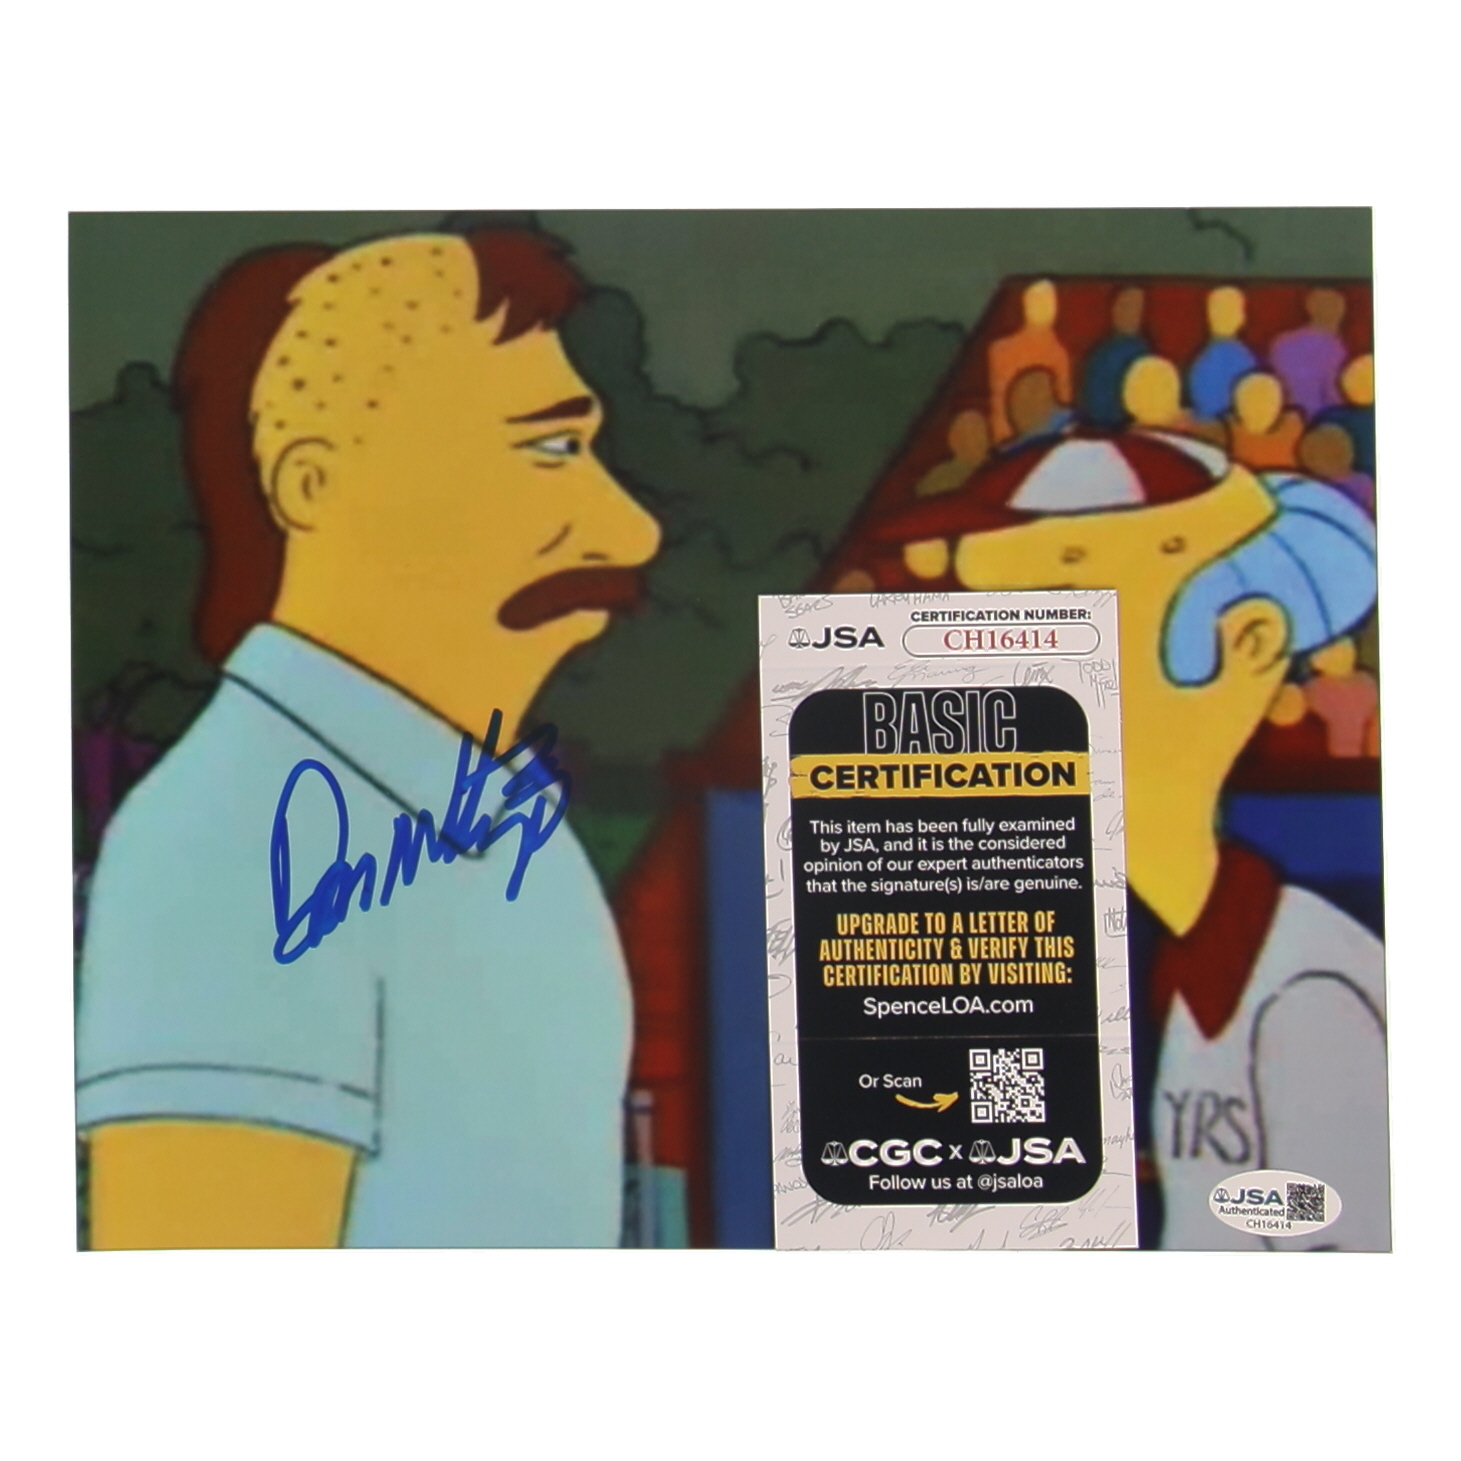 Don Mattingly
JSA
CERTIFICATION NUMBER:
CH16414
BASIC
CERTIFICATION
This item has been fully examined
by JSA, and it is the considered
opinion of our expert authenticators
that the signature(s) is/are genuine.
UPGRADE TO A LETTER OF
AUTHENTICITY & VERIFY THIS
CERTIFICATION BY VISITING:
SpenceLOA.com
Or Scan
CGC x JSA
Follow us at @jsaloa
YRS
JSA
Authenticated
CH16414